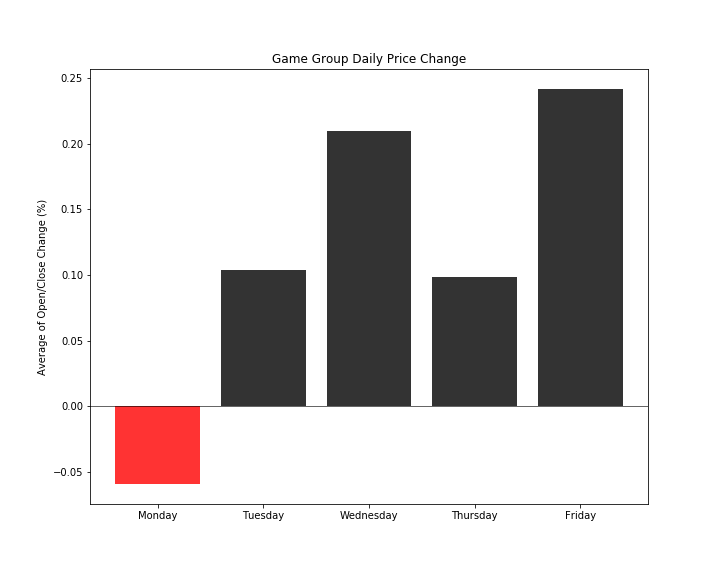 Game Group Daily Price Change
Average of Open/Close Change (%)
0.25
0.20
0.15
0.10
0.05
0.00
−0.05
Monday Tuesday Wednesday Thursday Friday